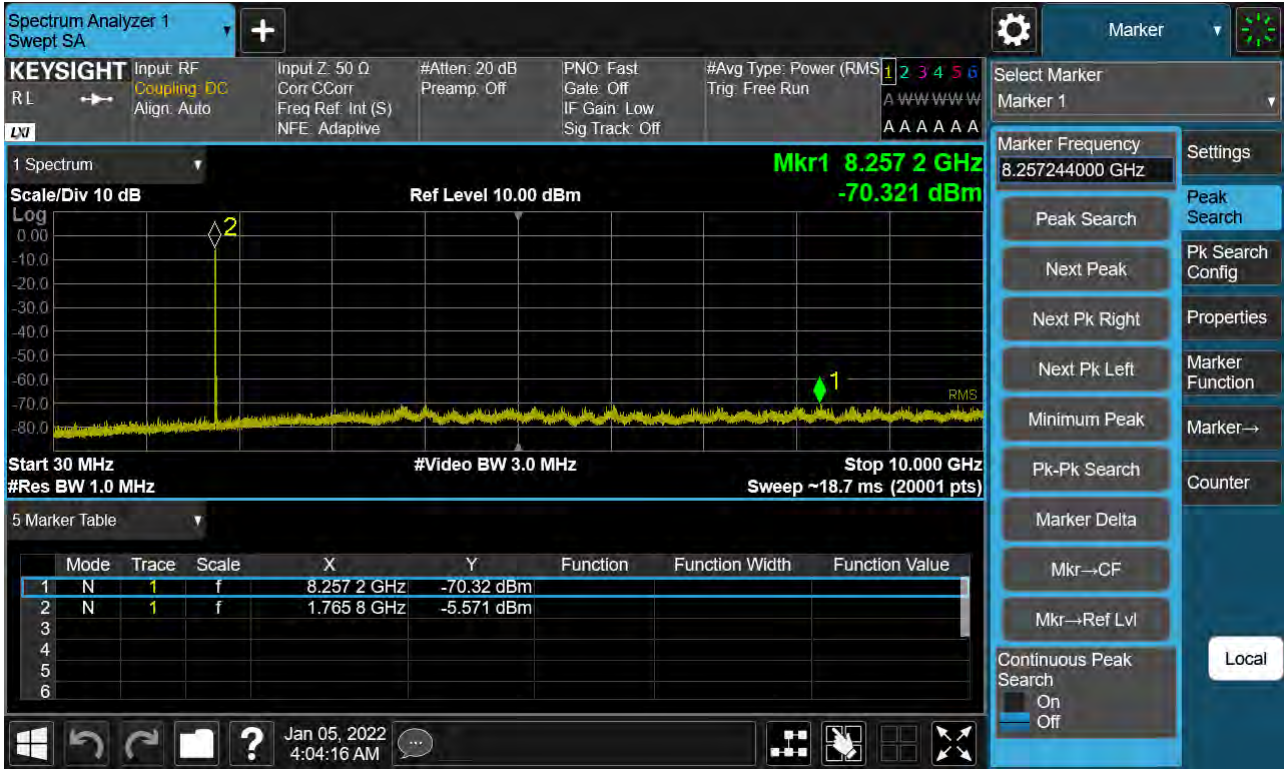 Spectrum Analyzer 1
Swept SA
Marker
KEYSIGHT
R L
LXI
Input: RF
Coupling: DC
Align: Auto
Input Z: 50 Ω
Corr CCorr
Freq Ref: Int (S)
NFE: Adaptive
#Atten: 20 dB
Preamp: Off
PNO: Fast
Gate: Off
IF Gain: Low
Sig Track: Off
#Avg Type: Power (RMS
Trig: Free Run
1 2 3 4 5 6
A W W W W W
A A A A A A
Select Marker
Marker 1
1 Spectrum
Mkr1 8.257 2 GHz
-70.321 dBm
Scale/Div 10 dB
Ref Level 10.00 dBm
Log
0.00
-10.0
-20.0
-30.0
-40.0
-50.0
-60.0
-70.0
-80.0
2
1
RMS
Start 30 MHz
#Video BW 3.0 MHz
Stop 10.000 GHz
#Res BW 1.0 MHz
Sweep ~18.7 ms (20001 pts)
5 Marker Table
Mode Trace Scale X Y Function Function Width Function Value
1 N 1 f 8.257 2 GHz -70.32 dBm
2 N 1 f 1.765 8 GHz -5.571 dBm
3
4
5
6
Marker Frequency
8.257244000 GHz
Peak Search
Next Peak
Next Pk Right
Next Pk Left
Minimum Peak
Pk-Pk Search
Marker Delta
Mkr→CF
Mkr→Ref Lvl
Continuous Peak
Search
On
Off
Settings
Peak
Search
Pk Search
Config
Properties
Marker
Function
Marker→
Counter
Local
?
Jan 05, 2022
4:04:16 AM